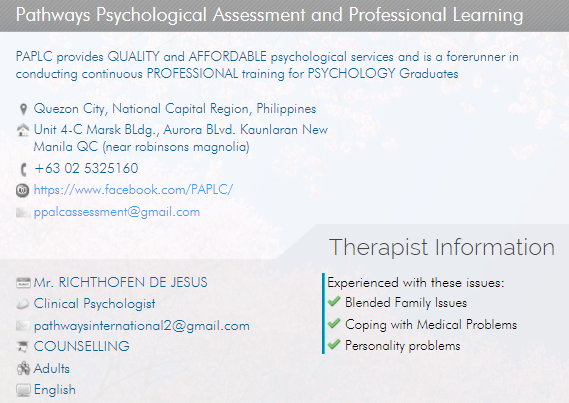 Pathways Psychological Assessment and Professional Learning
PAPLC provides QUALITY and AFFORDABLE psychological services and is a forerunner in
conducting continuous PROFESSIONAL training for PSYCHOLOGY Graduates
Quezon City, National Capital Region, Philippines
Unit 4-C Marsk BLdg., Aurora BLvd. Kaunlaran New
Manila QC (near robinsons magnolia)
+63 02 5325160
https://www.facebook.com/PAPLC/
ppalcassessment@gmail.com
Therapist Information
Mr. RICHTHOFEN DE JESUS
Clinical Psychologist
pathwaysinternational2@gmail.com
COUNSELLING
Adults
English
Experienced with these issues:
Blended Family Issues
Coping with Medical Problems
Personality problems